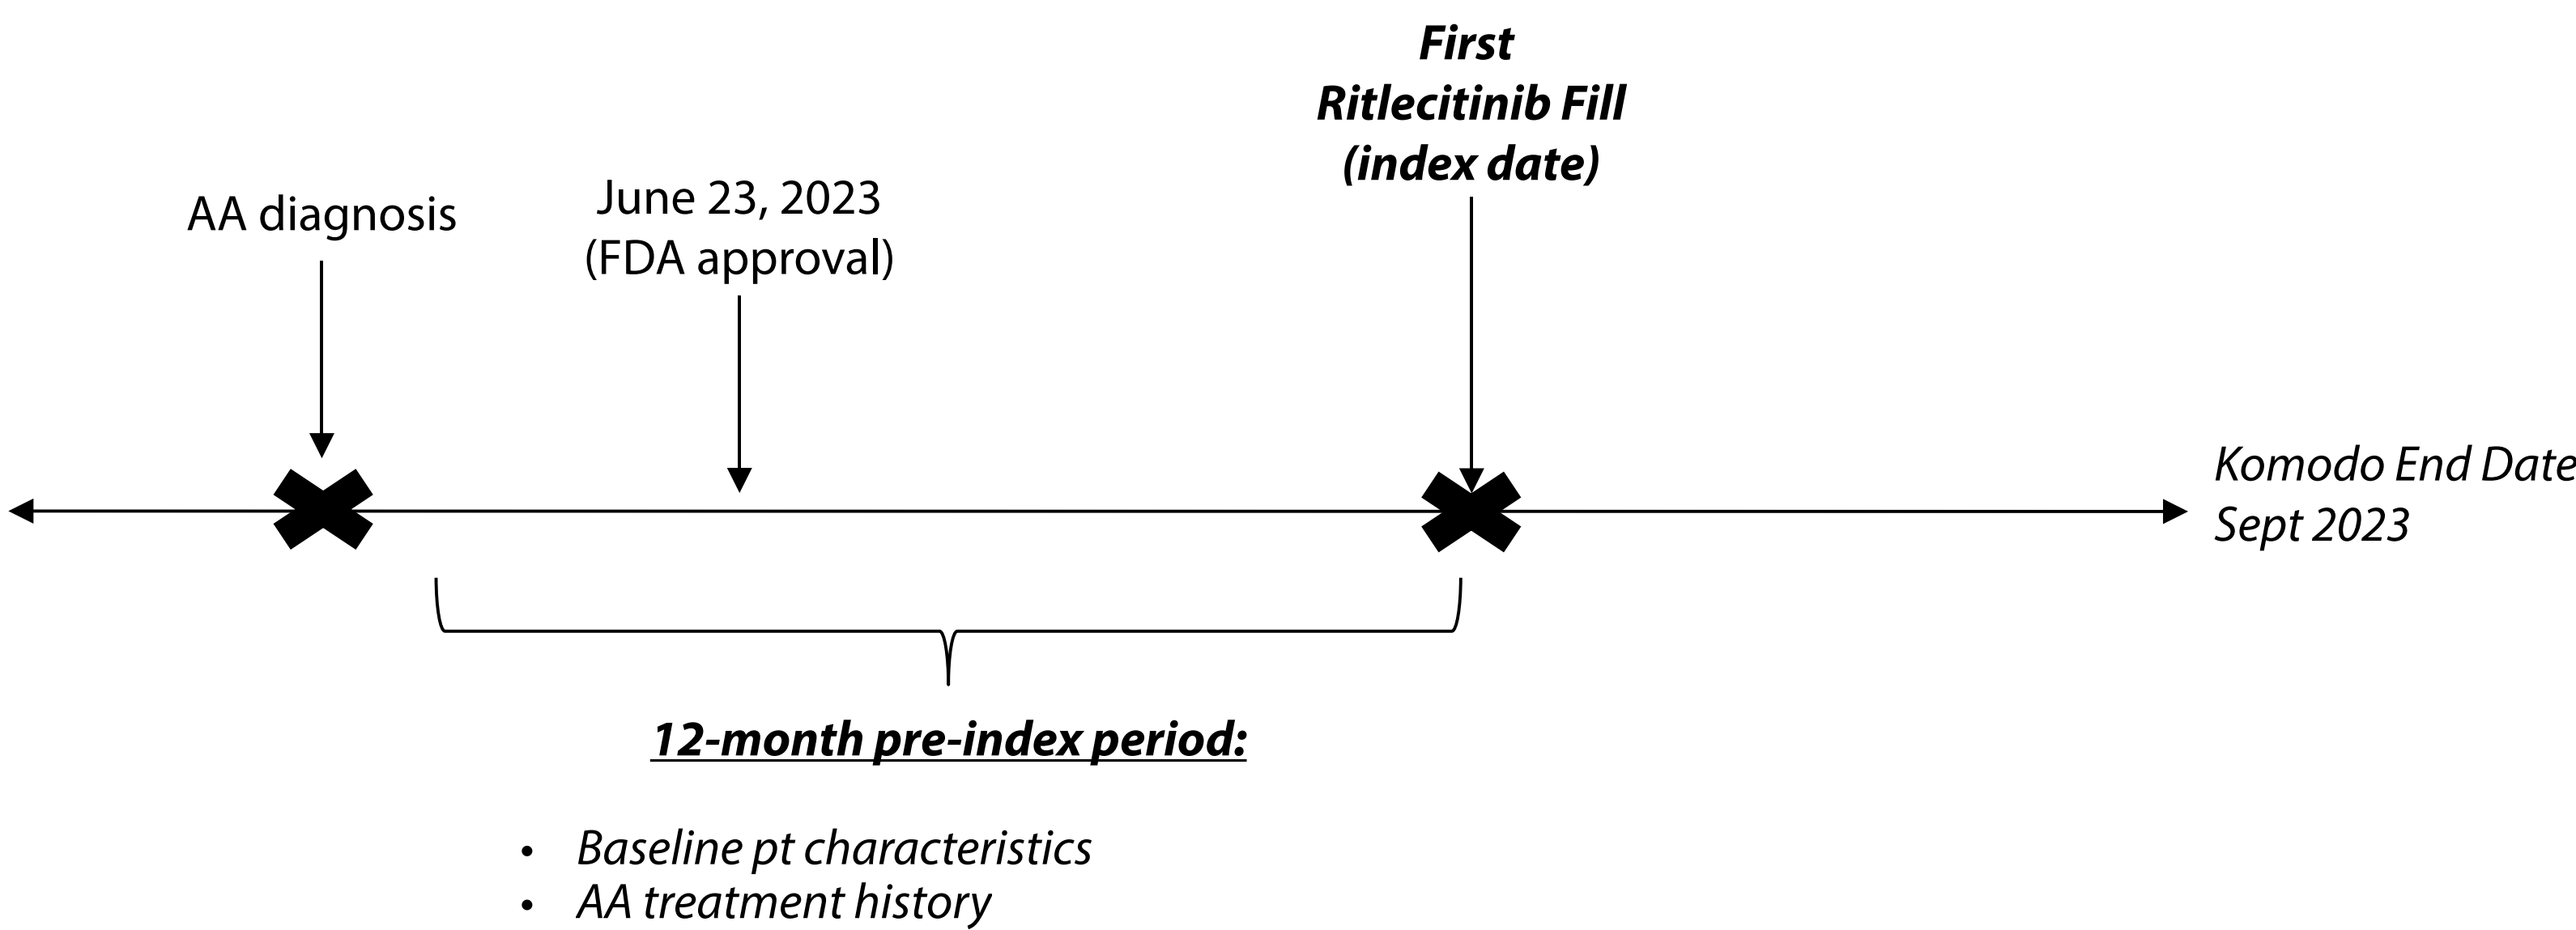 First
Ritlecitinib Fill
(index date)
AA diagnosis
June 23, 2023
(FDA approval)
Komodo End Date
Sept 2023
12-month pre-index period:
• Baseline pt characteristics
• AA treatment history